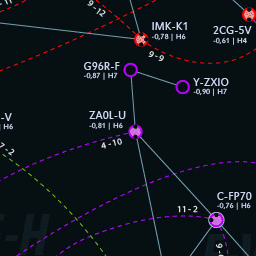 9-12
IMK-K1
-0,78 | H6
2CG-5V
-0,61 | H4
9-9
G96R-F
-0,87 | H7
Y-ZXIO
-0,90 | H7
-V
| H6
ZA0L-U
-0,81 | H6
4-10
C-FP70
-0,76 | H6
11-2